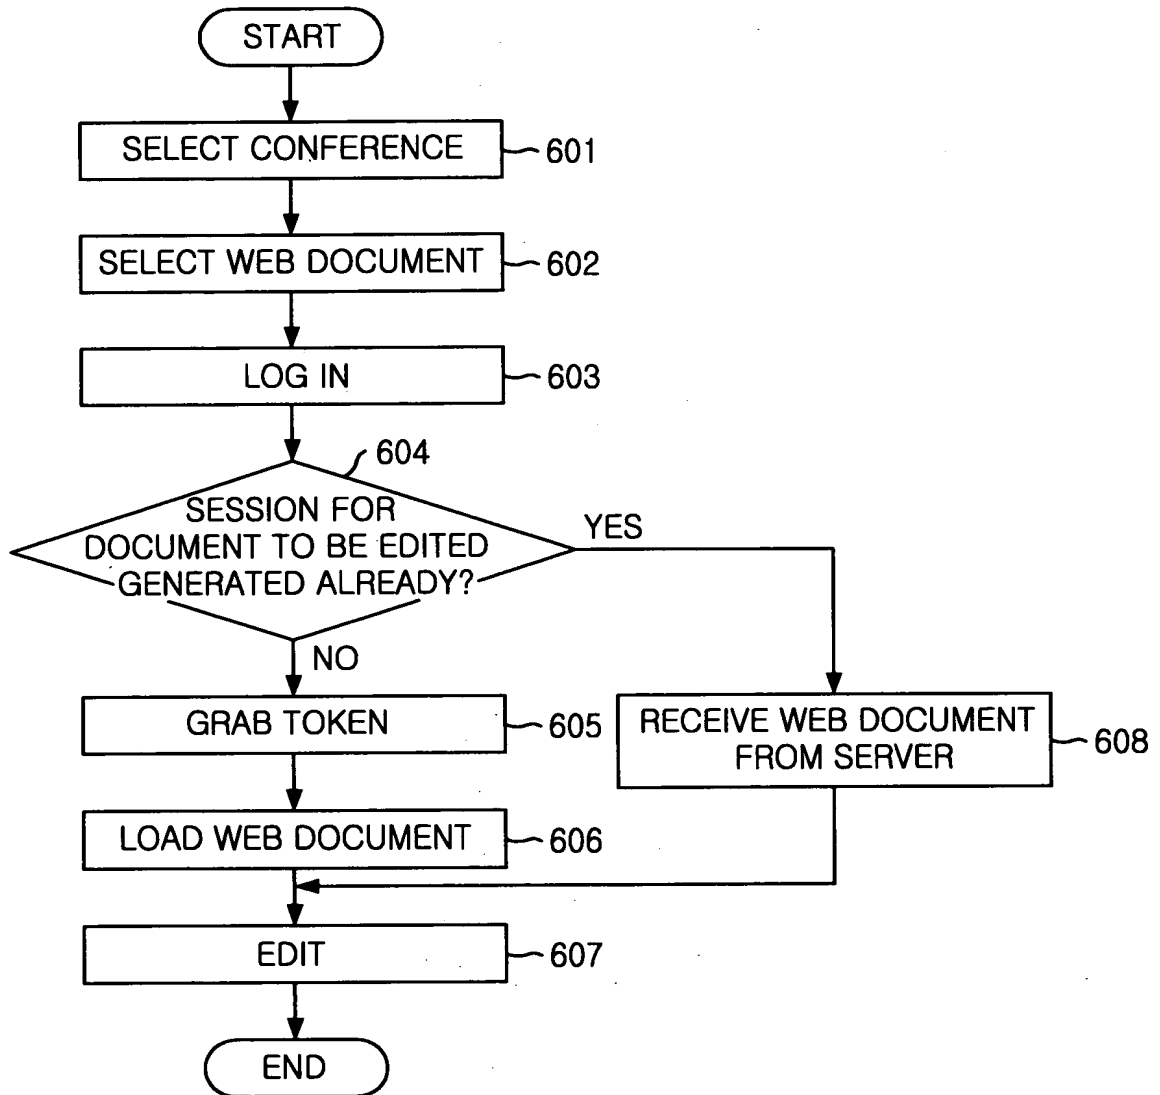 START
SELECT CONFERENCE
601
SELECT WEB DOCUMENT
602
LOG IN
603
604
SESSION FOR
DOCUMENT TO BE EDITED
GENERATED ALREADY?
YES
NO
GRAB TOKEN
605
RECEIVE WEB DOCUMENT
FROM SERVER
608
LOAD WEB DOCUMENT
606
EDIT
607
END